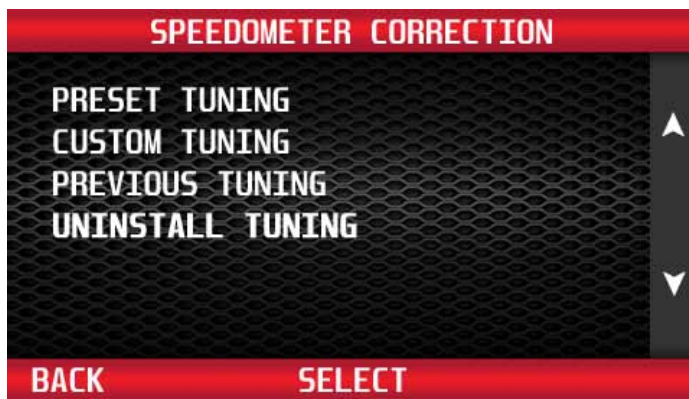 SPEEDOMETER CORRECTION
PRESET TUNING
CUSTOM TUNING
PREVIOUS TUNING
UNINSTALL TUNING
BACK SELECT